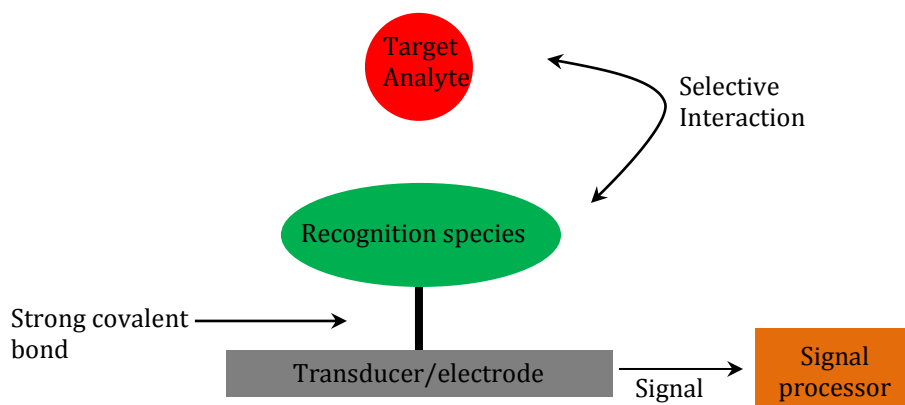 Target
Analyte
Selective
Interaction
Recognition species
Strong covalent
bond
Transducer/electrode
Signal
Signal
processor